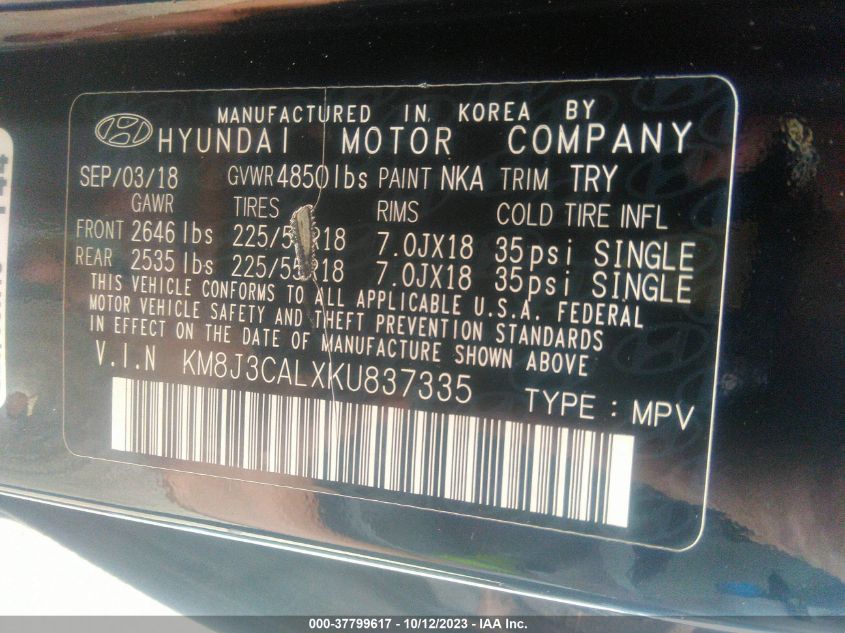 MANUFACTURED IN KOREA BY
HYUNDAI MOTOR COMPANY
SEP/03/18 GVWR 4850lbs PAINT NKA TRIM TRY
GAWR TIRES RIMS COLD TIRE INFL
FRONT 2646 lbs 7.0JX18 35psi SINGLE
REAR 2535 lbs 7.0JX18 35psi SINGLE
THIS VEHICLE CONFORMS TO ALL APPLICABLE U.S.A. FEDERAL
MOTOR VEHICLE SAFETY AND THEFT PREVENTION STANDARDS
IN EFFECT ON THE DATE OF MANUFACTURE SHOWN ABOVE
V.I.N KM8J3CALXKU837335 TYPE : MPV
000-37799617 - 10/12/2023 - IAA Inc.